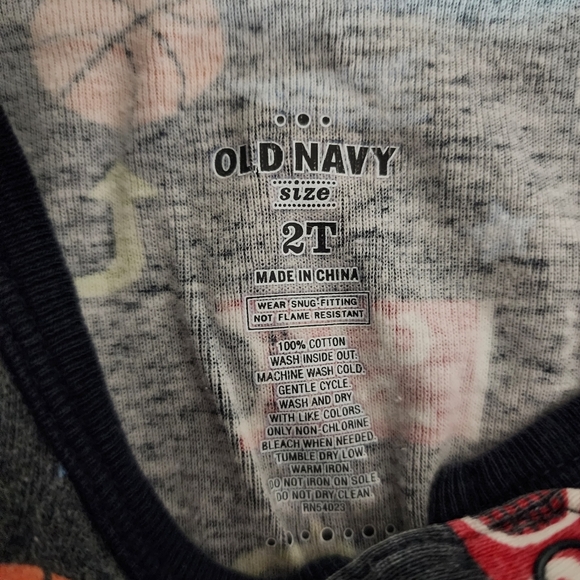 OLD NAVY
size
2T
MADE IN CHINA
WEAR SNUG-FITTING
NOT FLAME RESISTANT
100% COTTON
WASH INSIDE OUT.
MACHINE WASH COLD.
GENTLE CYCLE.
WASH AND DRY
WITH LIKE COLORS.
ONLY NON-CHLORINE
BLEACH WHEN NEEDED.
TUMBLE DRY LOW.
WARM IRON.
DO NOT IRON ON SOLE.
DO NOT DRY CLEAN.
RN54023